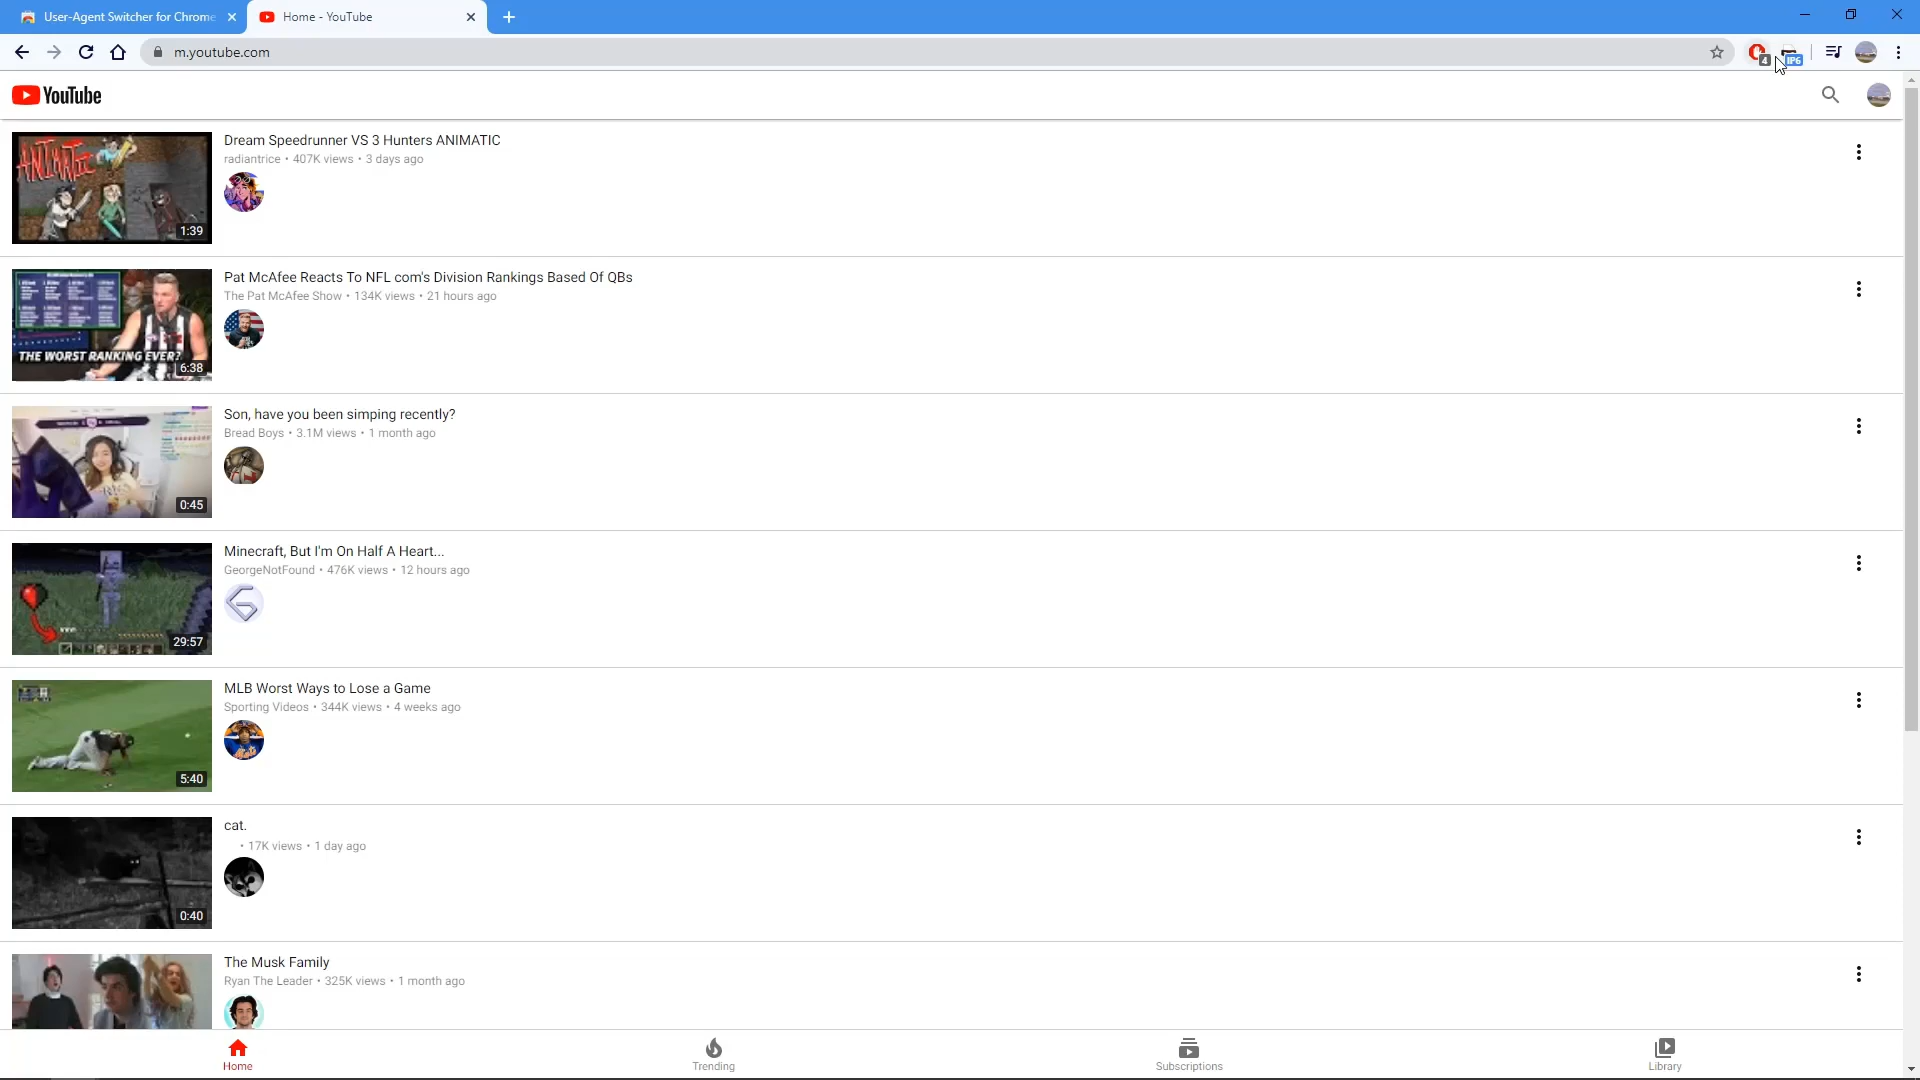 User-Agent Switcher for Chrome
Home - YouTube
m.youtube.com
4
IP6
YouTube
ANIMATIC
1:39
Dream Speedrunner VS 3 Hunters ANIMATIC
radiantrice • 407K views • 3 days ago
THE WORST RANKING EVER?
6:38
Pat McAfee Reacts To NFL com's Division Rankings Based Of QBs
The Pat McAfee Show • 134K views • 21 hours ago
0:45
Son, have you been simping recently?
Bread Boys • 3.1M views • 1 month ago
29:57
Minecraft, But I'm On Half A Heart...
GeorgeNotFound • 476K views • 12 hours ago
5:40
MLB Worst Ways to Lose a Game
Sporting Videos • 344K views • 4 weeks ago
0:40
cat.
• 17K views • 1 day ago
The Musk Family
Ryan The Leader • 325K views • 1 month ago
Home
Trending
Subscriptions
Library